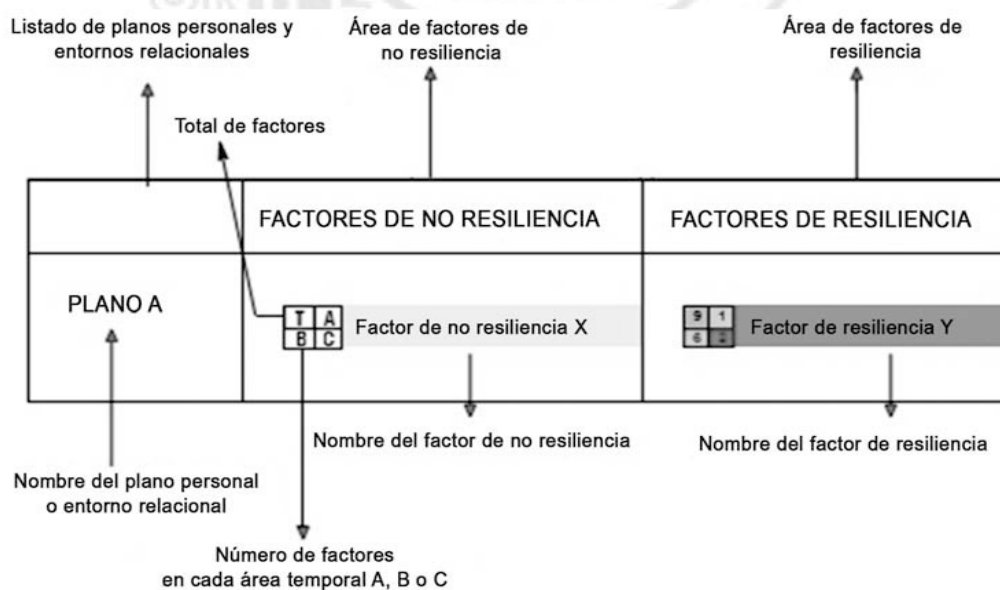 Listado de planos personales y
entornos relacionales
Área de factores de
no resiliencia
Área de factores de
resiliencia
Total de factores
FACTORES DE NO RESILIENCIA
FACTORES DE RESILIENCIA
PLANO A
T A
B C
Factor de no resiliencia X
9 1
6
Factor de resiliencia Y
Nombre del factor de no resiliencia
Nombre del factor de resiliencia
Nombre del plano personal
o entorno relacional
Número de factores
en cada área temporal A, B o C